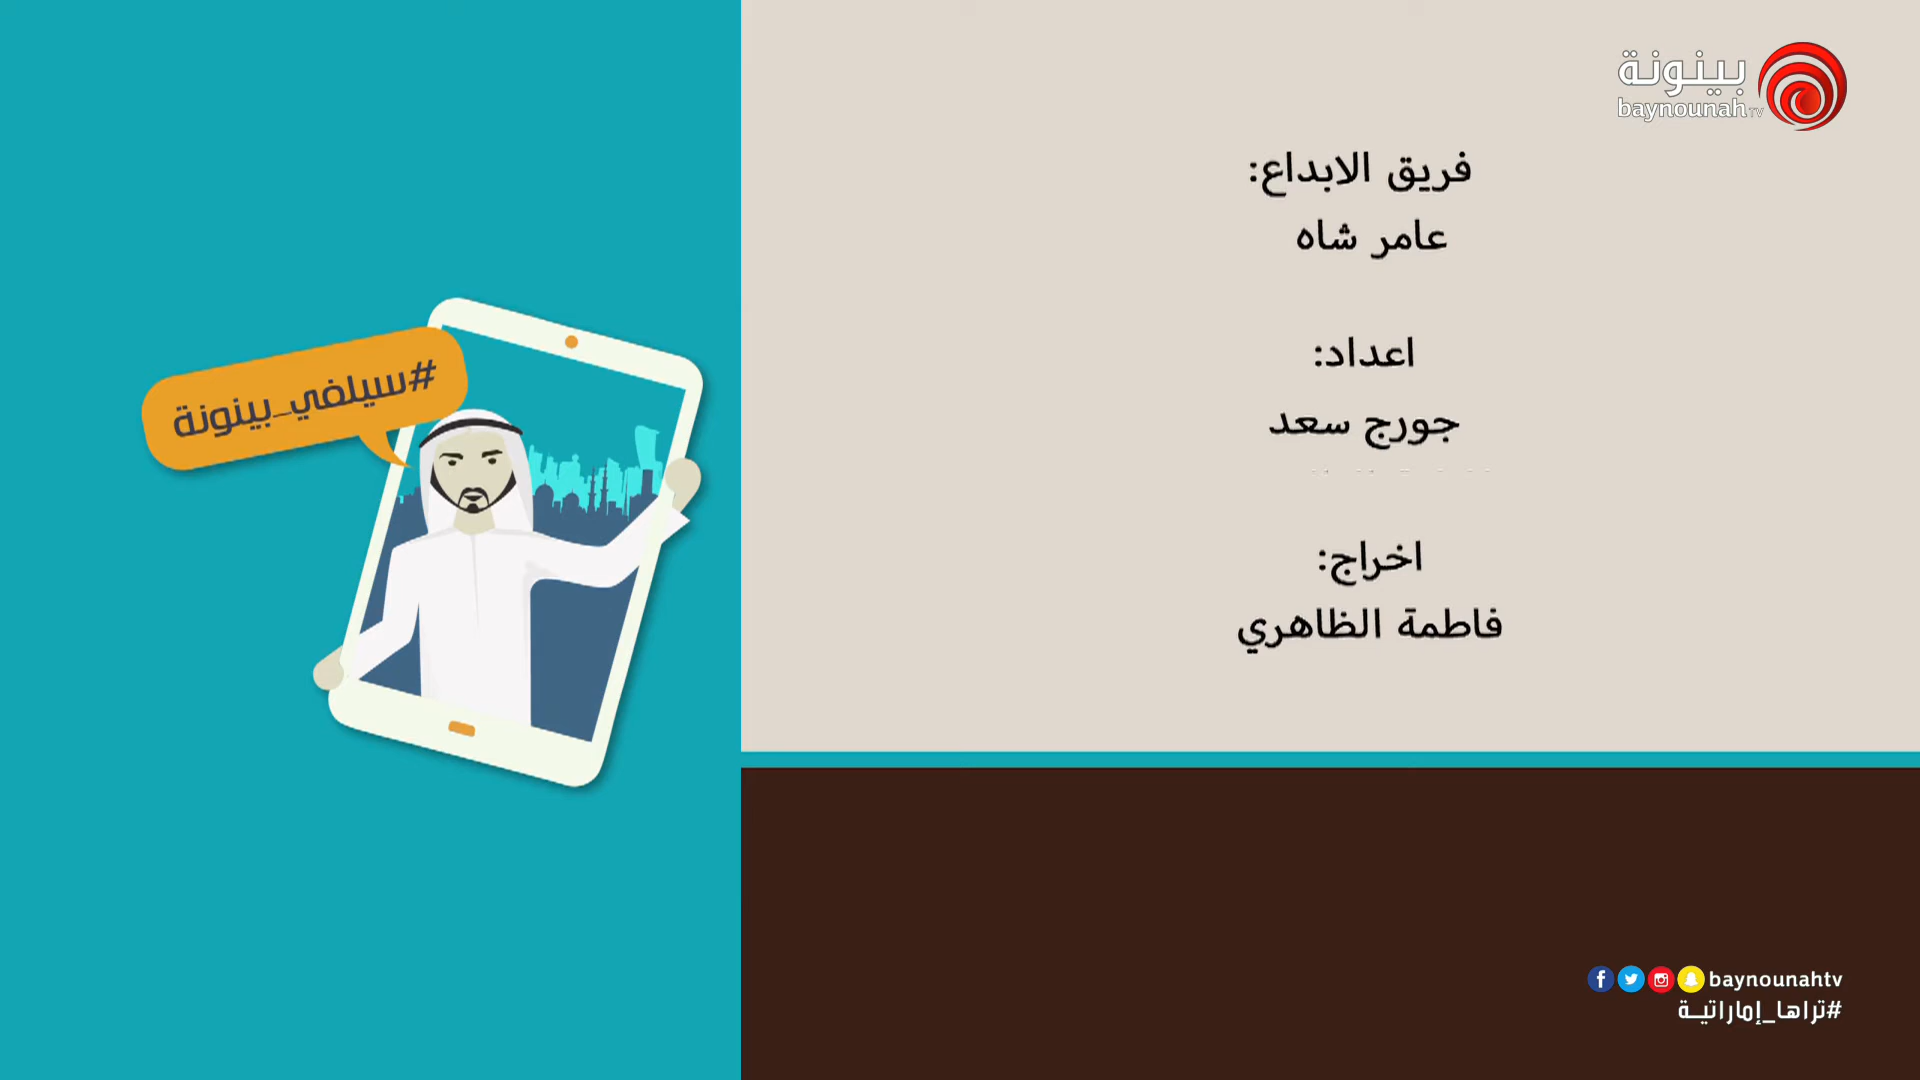 بينونة
baynounah TV
فريق الابداع:
عامر شاه
اعداد:
جورج سعد
اخراج:
فاطمة الظاهري
#سيلفي_بينونة
baynounahtv
#تراها_إماراتيـة